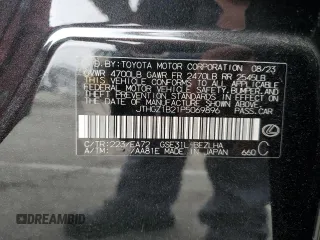 MFD. BY: TOYOTA MOTOR CORPORATION 08/23
GVWR 4700LB GAWR FR 2470LB RR 2545LB
THIS VEHICLE CONFORMS TO ALL APPLICABLE
FEDERAL MOTOR VEHICLE SAFETY, BUMPER, AND
THEFT PREVENTION STANDARDS IN EFFECT ON
THE DATE OF MANUFACTURE SHOWN ABOVE.
JTHGZ1B21P5069896 PASS.CAR
C/TR:223/EA72 GSE31L-BEZLHA C
A/TM: -/AA81E MADE IN JAPAN 660